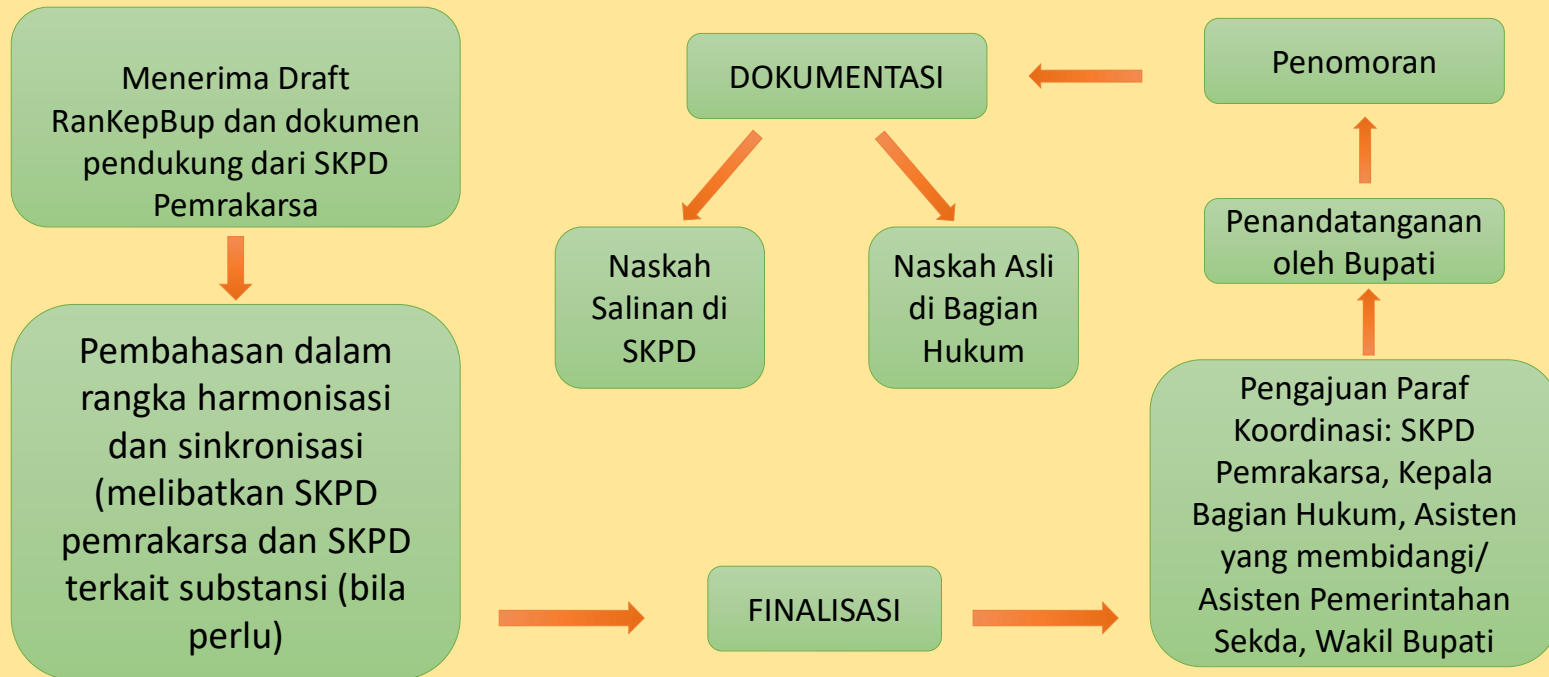 Menerima Draft
RanKepBup dan dokumen
pendukung dari SKPD
Pemrakarsa
Pembahasan dalam
rangka harmonisasi
dan sinkronisasi
(melibatkan SKPD
pemrakarsa dan SKPD
terkait substansi (bila
perlu)
FINALISASI
Pengajuan Paraf
Koordinasi: SKPD
Pemrakarsa, Kepala
Bagian Hukum, Asisten
yang membidangi/
Asisten Pemerintahan
Sekda, Wakil Bupati
Penandatanganan
oleh Bupati
Penomoran
DOKUMENTASI
Naskah
Salinan di
SKPD
Naskah Asli
di Bagian
Hukum